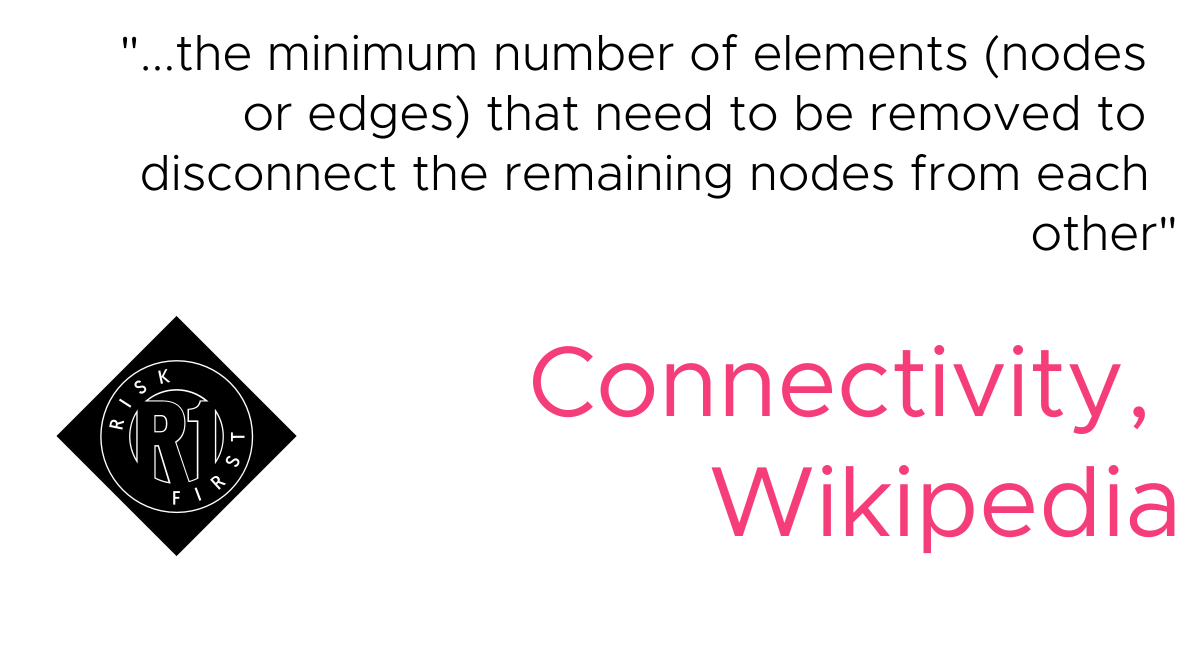 "...the minimum number of elements (nodes
or edges) that need to be removed to
disconnect the remaining nodes from each
other"
Connectivity,
Wikipedia
RISK
R1
FIRST